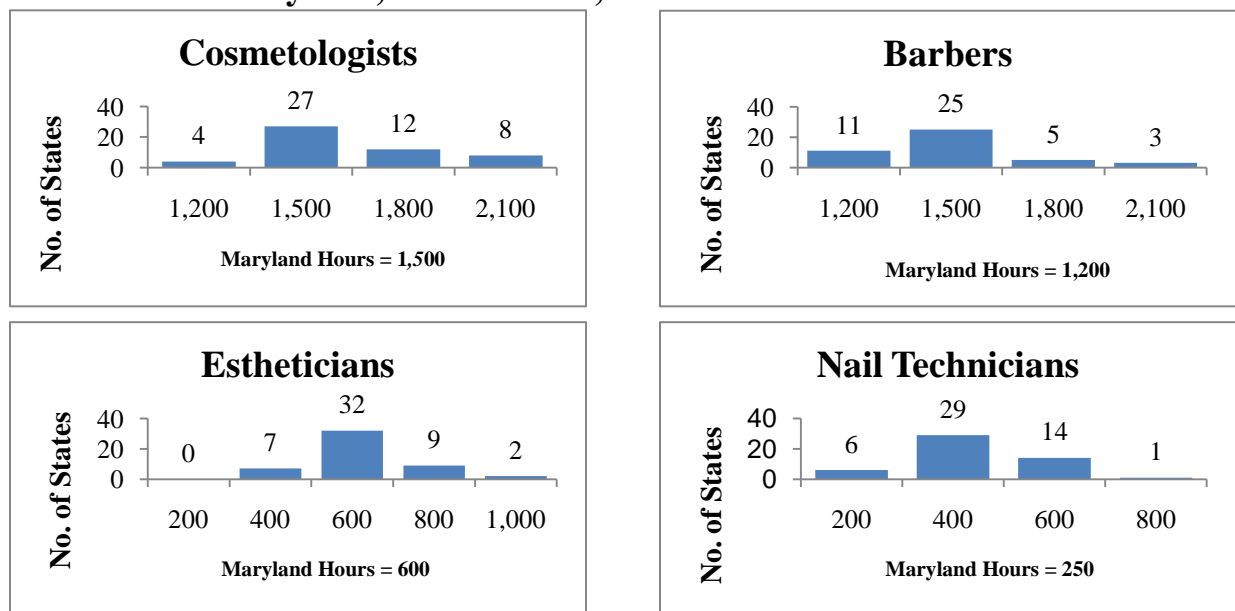 Cosmetologists
No. of States
40
20
0
4
27
12
8
1,200 1,500 1,800 2,100
Maryland Hours = 1,500
Barbers
No. of States
40
20
0
11
25
5
3
1,200 1,500 1,800 2,100
Maryland Hours = 1,200
Estheticians
No. of States
40
20
0
0
7
32
9
2
200 400 600 800 1,000
Maryland Hours = 600
Nail Technicians
No. of States
40
20
0
6
29
14
1
200 400 600 800
Maryland Hours = 250